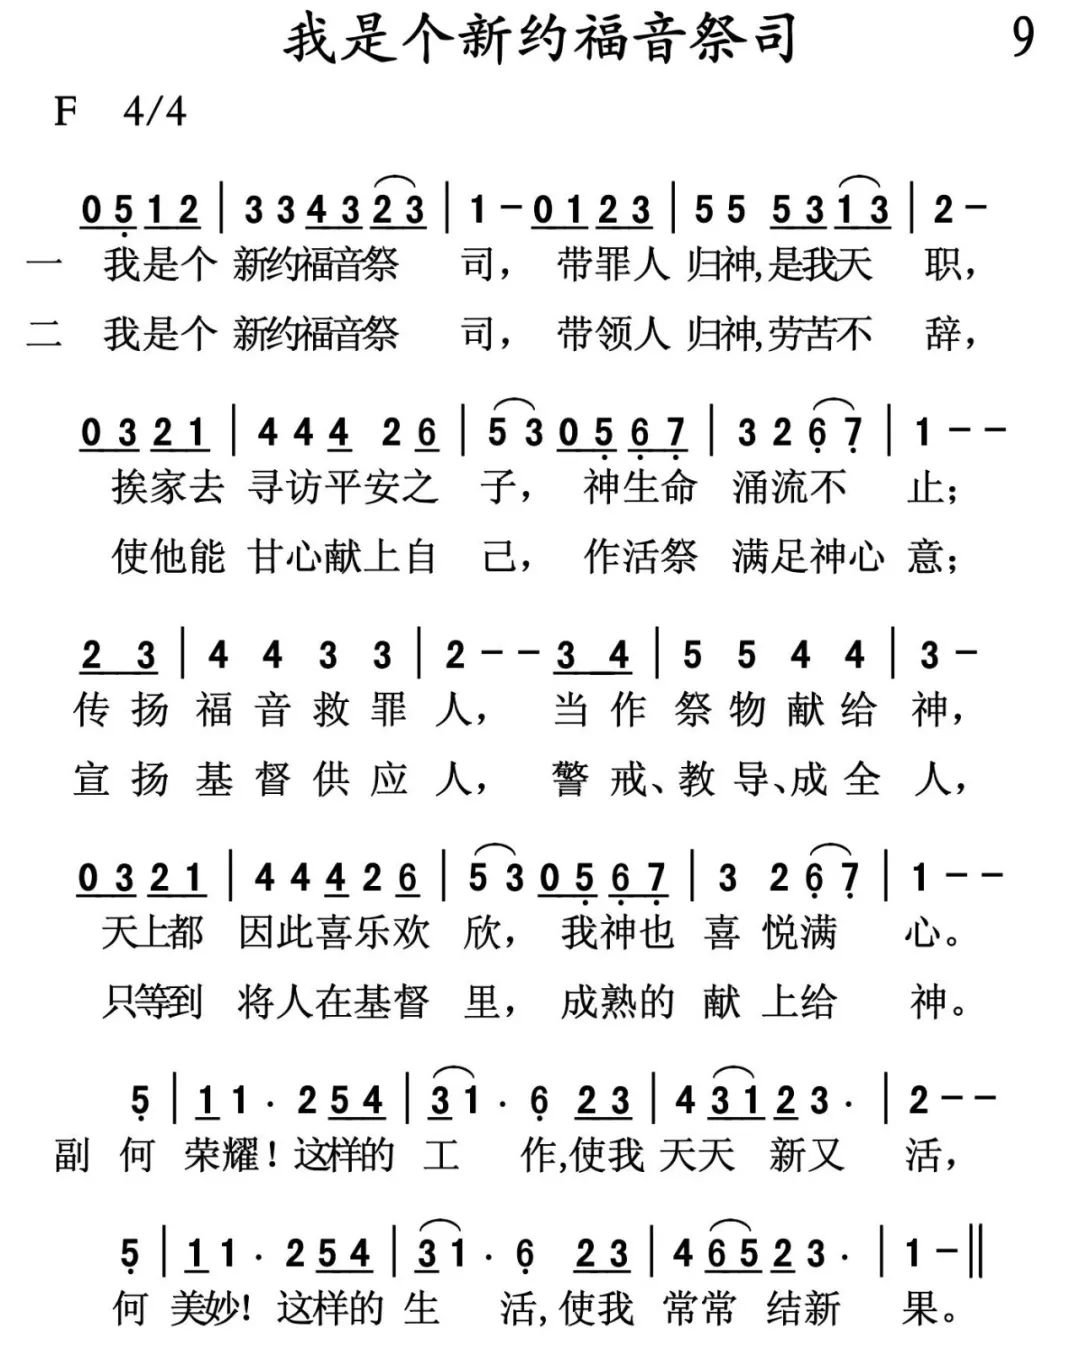 我是个新约福音祭司 9
F 4/4
0 5 1 2 | 3 3 4 3 2 3 | 1 - 0 1 2 3 | 5 5 5 3 1 3 | 2 -
一 我是个 新约福音祭 司， 带罪人 归神,是我天 职，
二 我是个 新约福音祭 司， 带领人 归神,劳苦不 辞，
0 3 2 1 | 4 4 4 2 6 | 5 3 0 5 6 7 | 3 2 6 7 | 1 - -
挨家去 寻访平安之 子， 神生命 涌流不 止；
使他能 甘心献上自 己， 作活祭 满足神心 意；
2 3 | 4 4 3 3 | 2 - - 3 4 | 5 5 4 4 | 3 -
传 扬 福 音 救 罪 人， 当 作 祭 物 献 给 神，
宣 扬 基 督 供 应 人， 警 戒、教 导、成 全 人，
0 3 2 1 | 4 4 4 2 6 | 5 3 0 5 6 7 | 3 2 6 7 | 1 - -
天上都 因此喜乐欢 欣， 我神也 喜 悦满 心。
只等到 将人在基督 里， 成熟的 献 上给 神。
5 | 1 1 · 2 5 4 | 3 1 · 6 2 3 | 4 3 1 2 3 · | 2 - -
副 何 荣耀！这样的 工 作,使我 天天 新又 活，
5 | 1 1 · 2 5 4 | 3 1 · 6 2 3 | 4 6 5 2 3 · | 1 - ‖
何 美妙！这样的 生 活,使我 常常 结新 果。